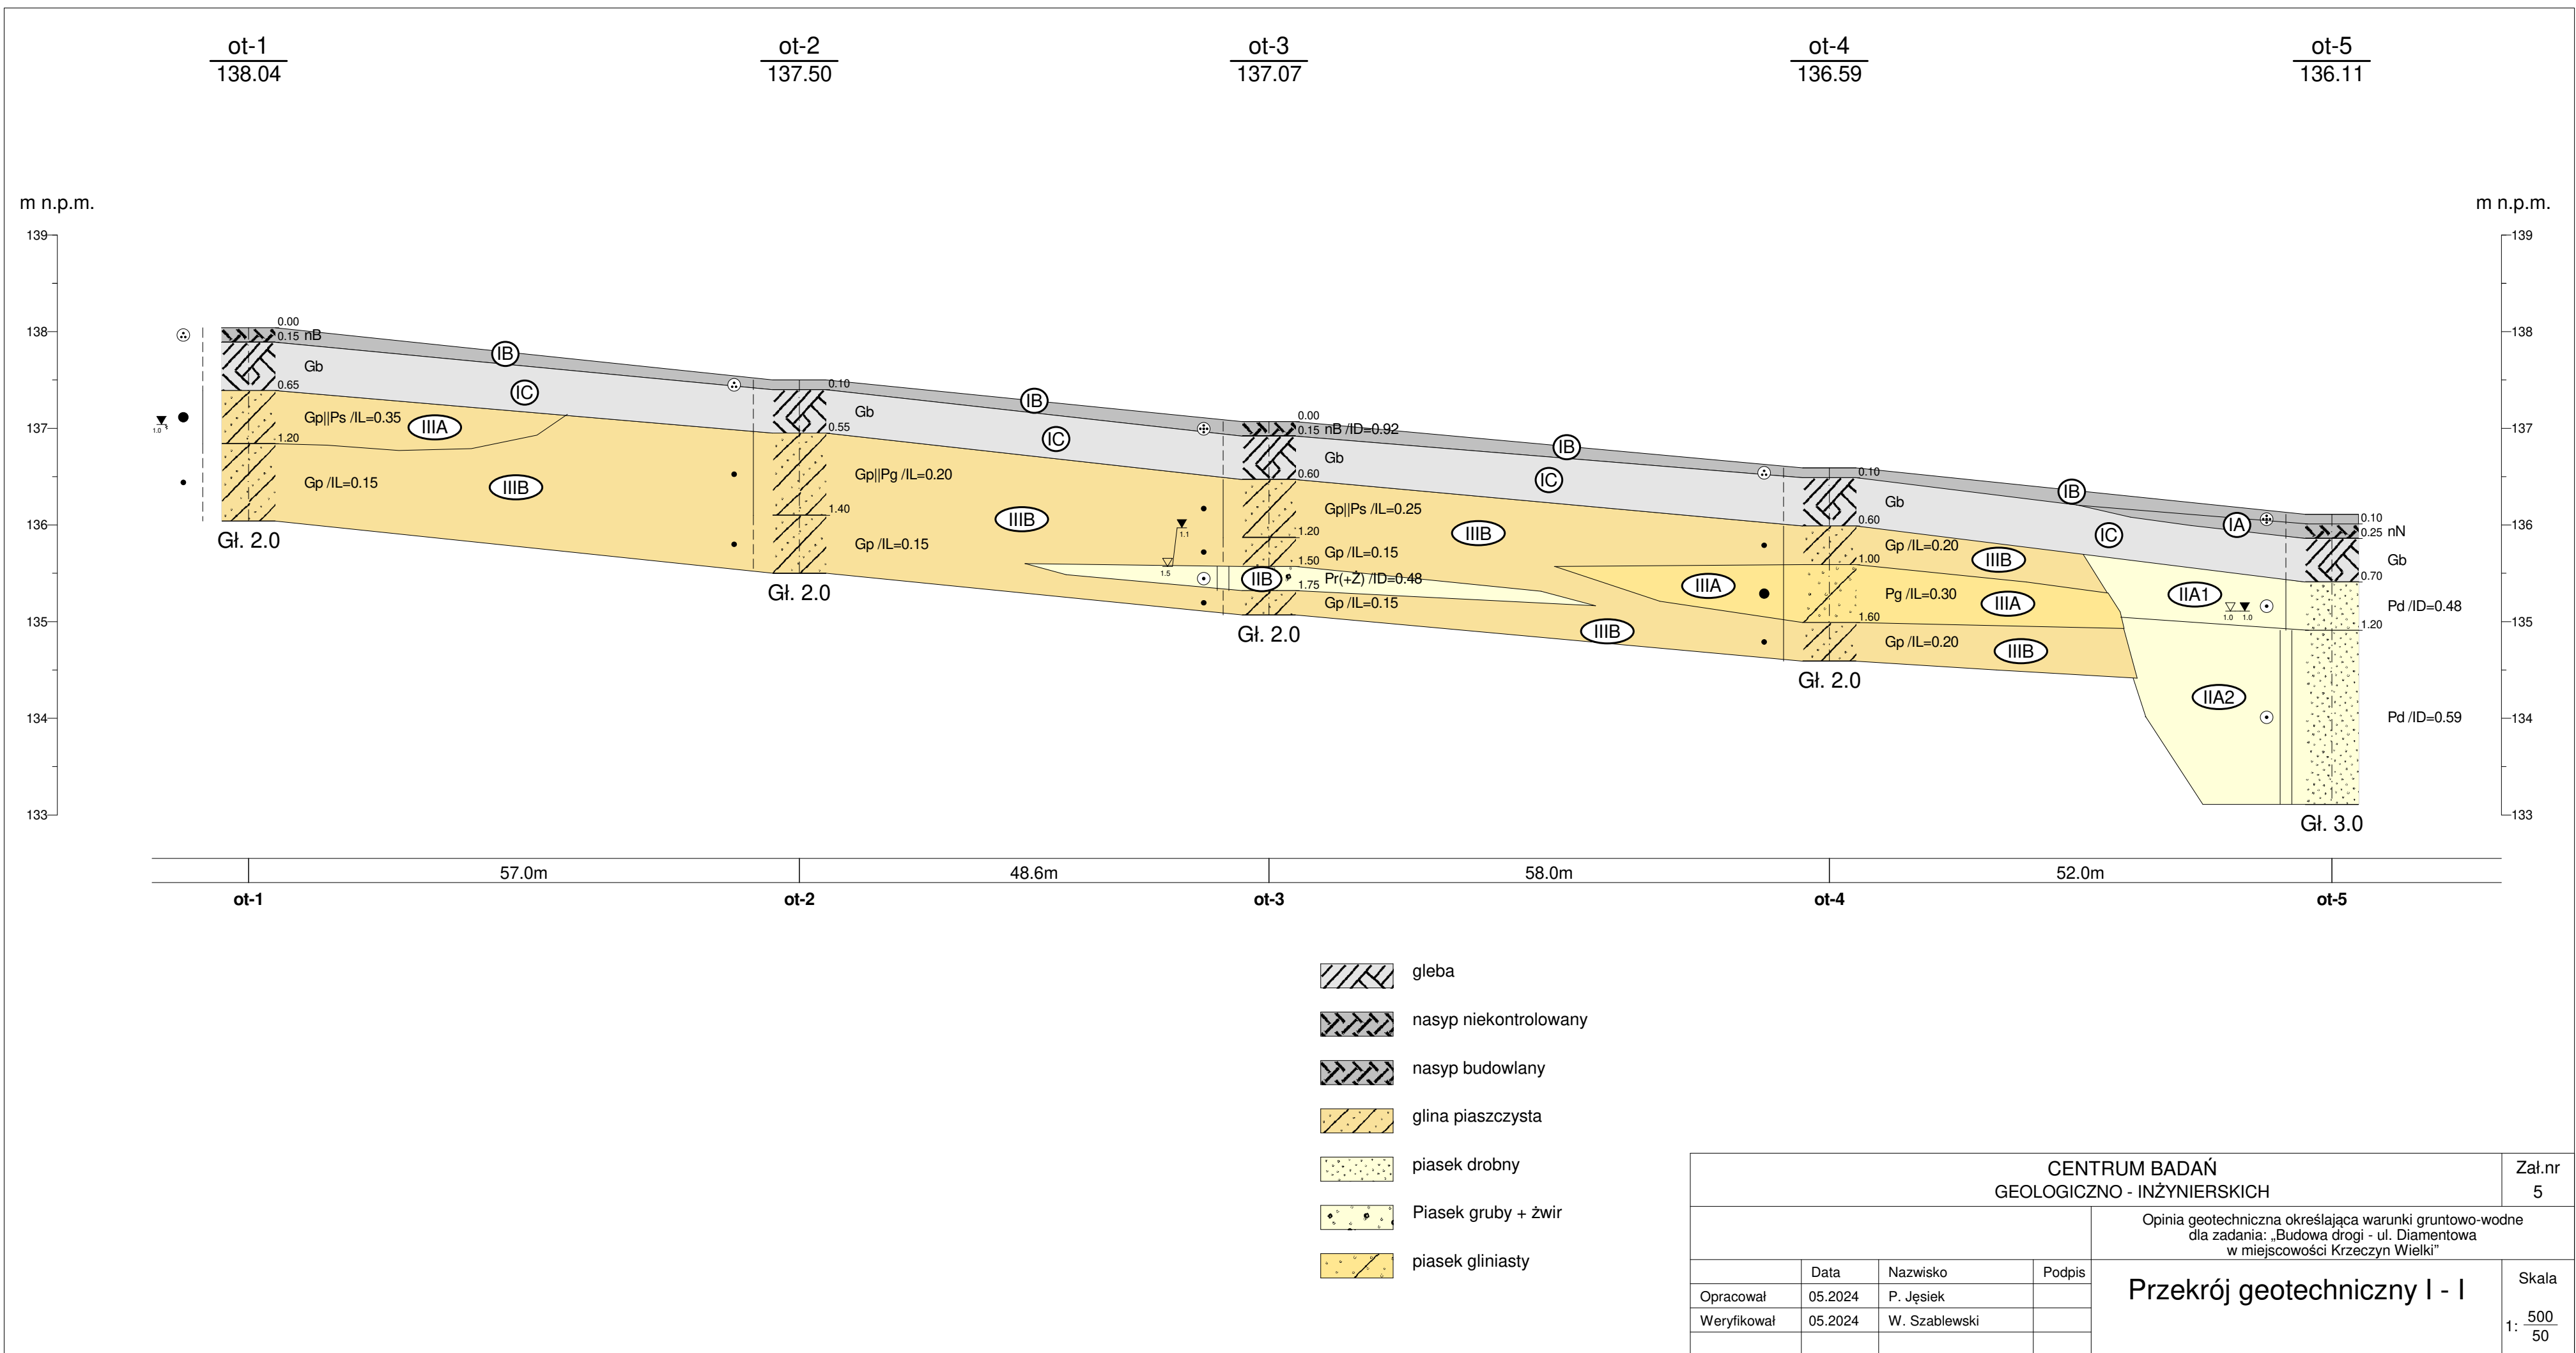 ot-1
138.04
ot-2
137.50
ot-3
137.07
ot-4
136.59
ot-5
136.11
m n.p.m.
m n.p.m.
139
138
137
136
135
134
133
139
138
137
136
135
134
133
0.00
0.15 nB
Gb
0.65
Gp||Ps /IL=0.35
1.20
Gp /IL=0.15
1.0
Gł. 2.0
IB
IC
IIIA
IIIB
0.10
Gb
0.55
Gp||Pg /IL=0.20
1.40
Gp /IL=0.15
Gł. 2.0
IB
IC
IIIB
0.00
0.15 nB /ID=0.92
Gb
0.60
Gp||Ps /IL=0.25
1.20
Gp /IL=0.15
1.50
IIB
Pr(+Ż) /ID=0.48
1.75
Gp /IL=0.15
1.1
1.5
Gł. 2.0
IB
IC
IIIB
IIIA
IIIB
0.10
Gb
0.60
Gp /IL=0.20
1.00
Pg /IL=0.30
1.60
Gp /IL=0.20
Gł. 2.0
IB
IC
IA
IIIB
IIIA
IIIB
IIA1
IIA2
1.0 1.0
0.10
0.25 nN
Gb
0.70
Pd /ID=0.48
1.20
Pd /ID=0.59
Gł. 3.0
57.0m
48.6m
58.0m
52.0m
ot-1
ot-2
ot-3
ot-4
ot-5
gleba
nasyp niekontrolowany
nasyp budowlany
glina piaszczysta
piasek drobny
Piasek gruby + żwir
piasek gliniasty
CENTRUM BADAŃ
GEOLOGICZNO - INŻYNIERSKICH
Zał.nr
5
Opinia geotechniczna określająca warunki gruntowo-wodne
dla zadania: „Budowa drogi - ul. Diamentowa
w miejscowości Krzeczyn Wielki”
Data
Nazwisko
Podpis
Opracował
05.2024
P. Jęsiek
Weryfikował
05.2024
W. Szablewski
Przekrój geotechniczny I - I
Skala
1: 500
50